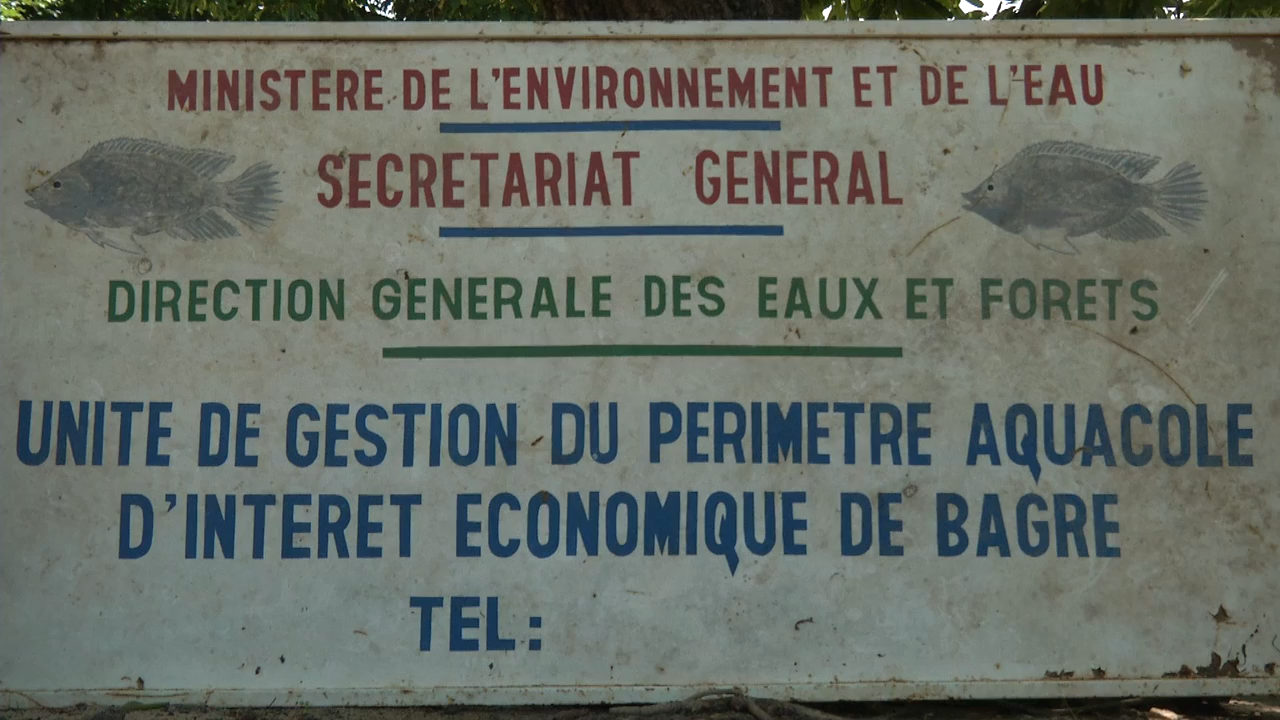 MINISTERE DE L'ENVIRONNEMENT ET DE L'EAU
SECRETARIAT GENERAL
DIRECTION GENERALE DES EAUX ET FORETS
UNITE DE GESTION DU PERIMETRE AQUACOLE
D'INTERET ECONOMIQUE DE BAGRE
TEL: